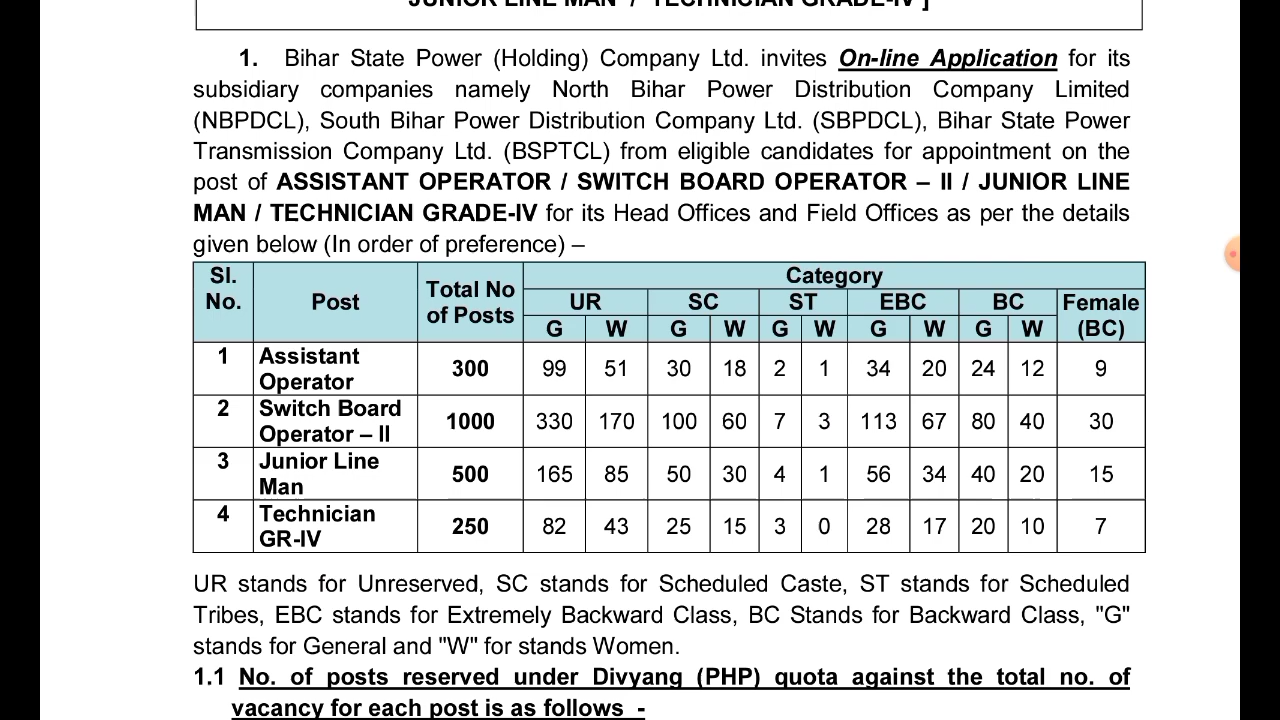 JUNIOR LINE MAN / TECHNICIAN GRADE-IV ]
1. Bihar State Power (Holding) Company Ltd. invites On-line Application for its
subsidiary companies namely North Bihar Power Distribution Company Limited
(NBPDCL), South Bihar Power Distribution Company Ltd. (SBPDCL), Bihar State Power
Transmission Company Ltd. (BSPTCL) from eligible candidates for appointment on the
post of ASSISTANT OPERATOR / SWITCH BOARD OPERATOR – II / JUNIOR LINE
MAN / TECHNICIAN GRADE-IV for its Head Offices and Field Offices as per the details
given below (In order of preference) –
Sl. No. Post Total No of Posts Category
UR SC ST EBC BC Female (BC)
G W G W G W G W G W
1 Assistant Operator 300 99 51 30 18 2 1 34 20 24 12 9
2 Switch Board Operator – II 1000 330 170 100 60 7 3 113 67 80 40 30
3 Junior Line Man 500 165 85 50 30 4 1 56 34 40 20 15
4 Technician GR-IV 250 82 43 25 15 3 0 28 17 20 10 7
UR stands for Unreserved, SC stands for Scheduled Caste, ST stands for Scheduled
Tribes, EBC stands for Extremely Backward Class, BC Stands for Backward Class, "G"
stands for General and "W" for stands Women.
1.1 No. of posts reserved under Divyang (PHP) quota against the total no. of
vacancy for each post is as follows -